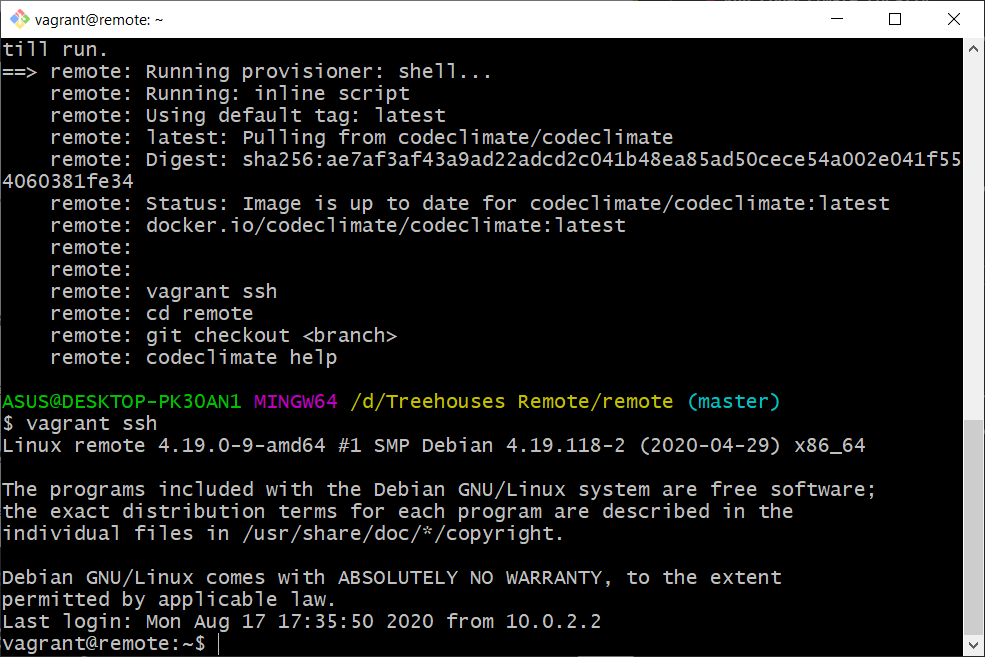 vagrant@remote: ~
till run.
==> remote: Running provisioner: shell...
    remote: Running: inline script
    remote: Using default tag: latest
    remote: latest: Pulling from codeclimate/codeclimate
    remote: Digest: sha256:ae7af3af43a9ad22adcd2c041b48ea85ad50cece54a002e041f55
4060381fe34
    remote: Status: Image is up to date for codeclimate/codeclimate:latest
    remote: docker.io/codeclimate/codeclimate:latest
    remote:
    remote:
    remote: vagrant ssh
    remote: cd remote
    remote: git checkout <branch>
    remote: codeclimate help
ASUS@DESKTOP-PK3OAN1 MINGW64 /d/Treehouses Remote/remote (master)
$ vagrant ssh
Linux remote 4.19.0-9-amd64 #1 SMP Debian 4.19.118-2 (2020-04-29) x86_64
The programs included with the Debian GNU/Linux system are free software;
the exact distribution terms for each program are described in the
individual files in /usr/share/doc/*/copyright.
Debian GNU/Linux comes with ABSOLUTELY NO WARRANTY, to the extent
permitted by applicable law.
Last login: Mon Aug 17 17:35:50 2020 from 10.0.2.2
vagrant@remote:~$